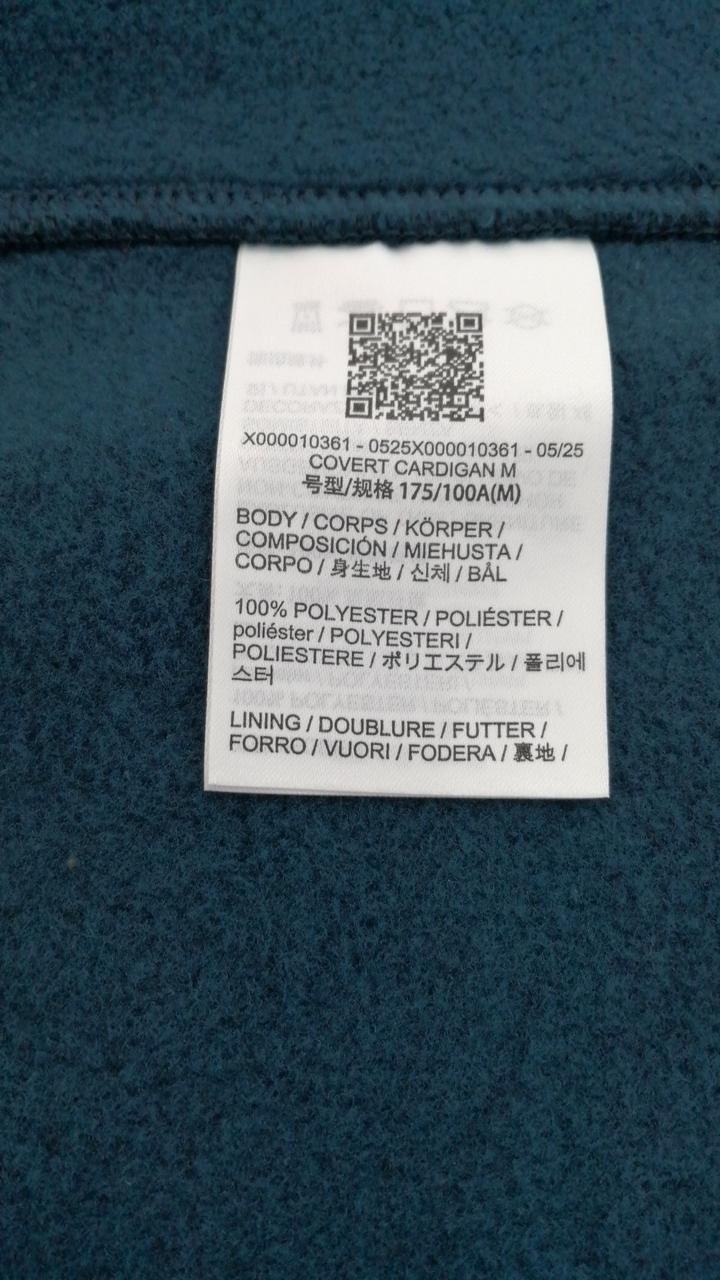 X000010361 - 0525X000010361 - 05/25
COVERT CARDIGAN M
号型/规格 175/100A(M)
BODY / CORPS / KÖRPER /
COMPOSICIÓN / MIEHUSTA /
CORPO / 身生地 / 신체 / BÅL
100% POLYESTER / POLIÉSTER /
poliéster / POLYESTERI /
POLIESTERE / ポリエステル / 폴리에
스터
LINING / DOUBLURE / FUTTER /
FORRO / VUORI / FODERA / 裏地 /